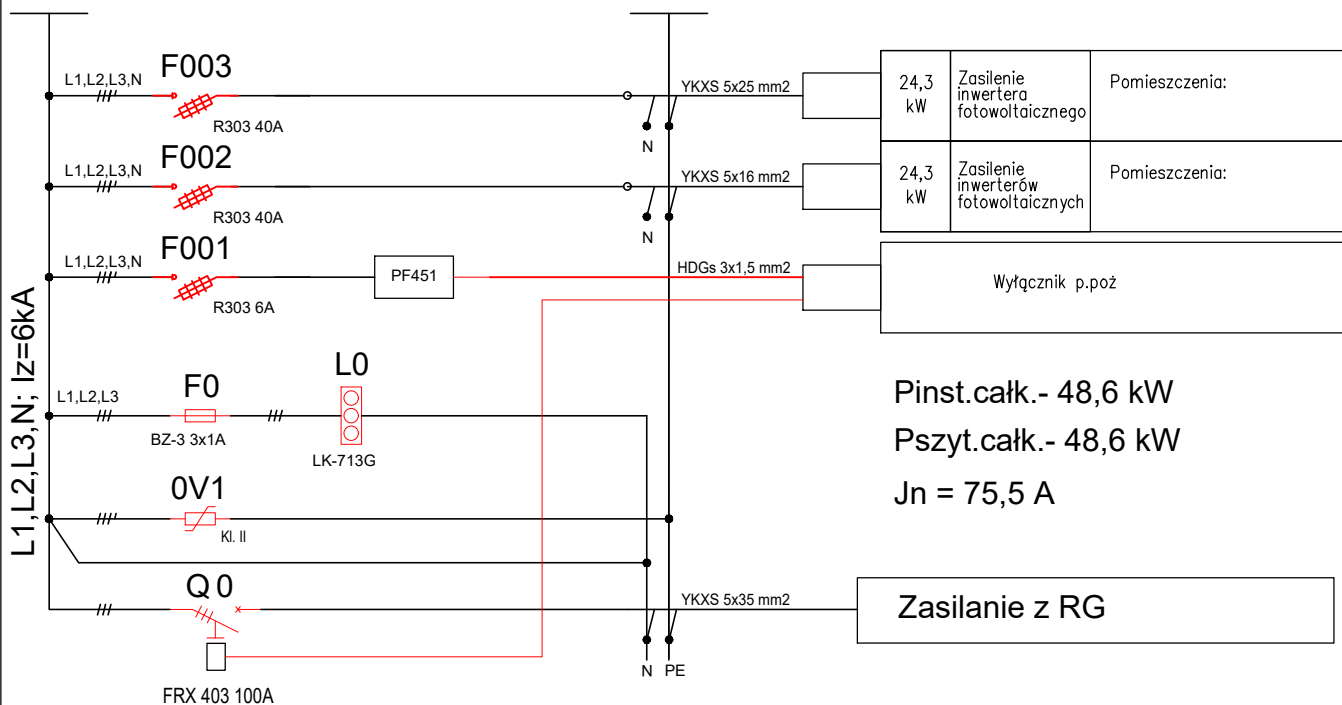 F003
L1,L2,L3,N
R303 40A
YKXS 5x25 mm2
N
24,3
kW
Zasilenie
inwertera
fotowoltaicznego
Pomieszczenia:
F002
L1,L2,L3,N
R303 40A
YKXS 5x16 mm2
N
24,3
kW
Zasilenie
inwerterów
fotowoltaicznych
Pomieszczenia:
F001
L1,L2,L3,N
R303 6A
PF451
HDGs 3x1,5 mm2
Wyłącznik p.poż
L1,L2,L3,N; Iz=6kA
L1,L2,L3
F0
BZ-3 3x1A
L0
LK-713G
Pinst.całk.- 48,6 kW
Pszyt.całk.- 48,6 kW
Jn = 75,5 A
0V1
Kl. II
Q 0
FRX 403 100A
YKXS 5x35 mm2
N PE
Zasilanie z RG